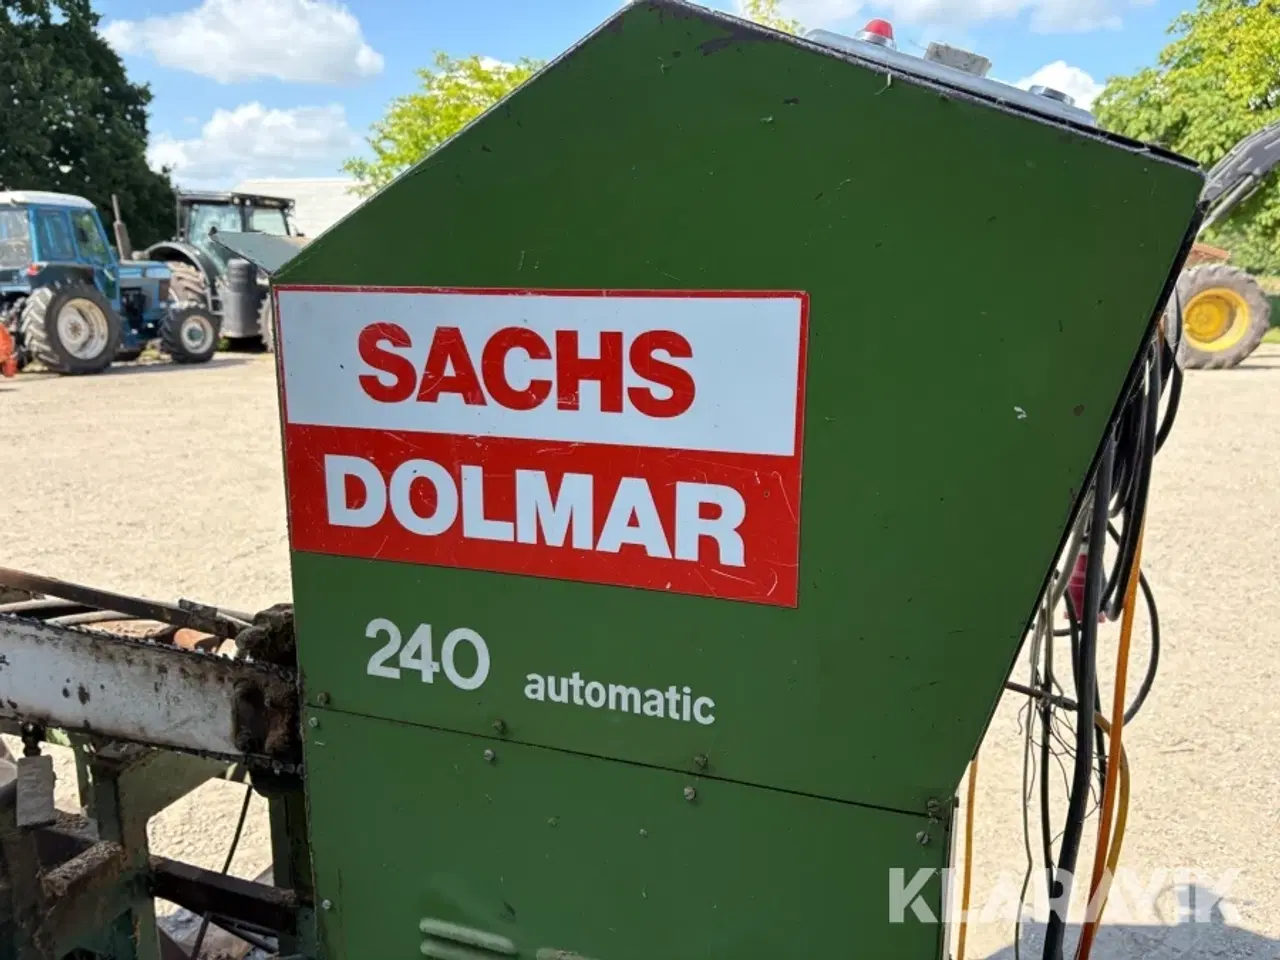 SACHS
DOLMAR
240 automatic
KLARAVIK